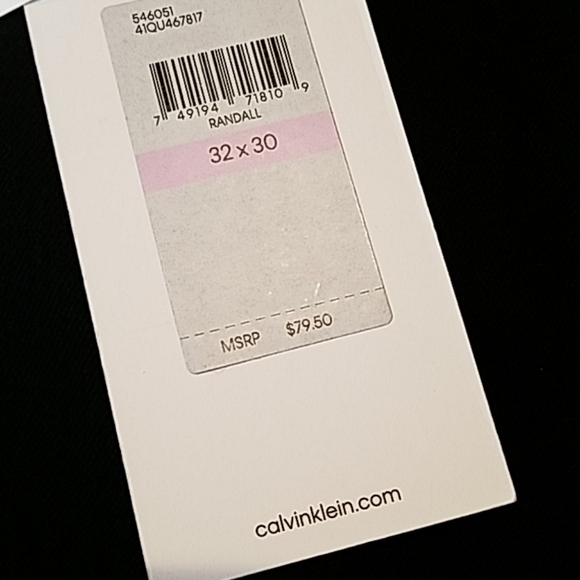 546051
41QU467817
7 49194 71810 9
RANDALL
32 x 30
MSRP $79.50
calvinklein.com